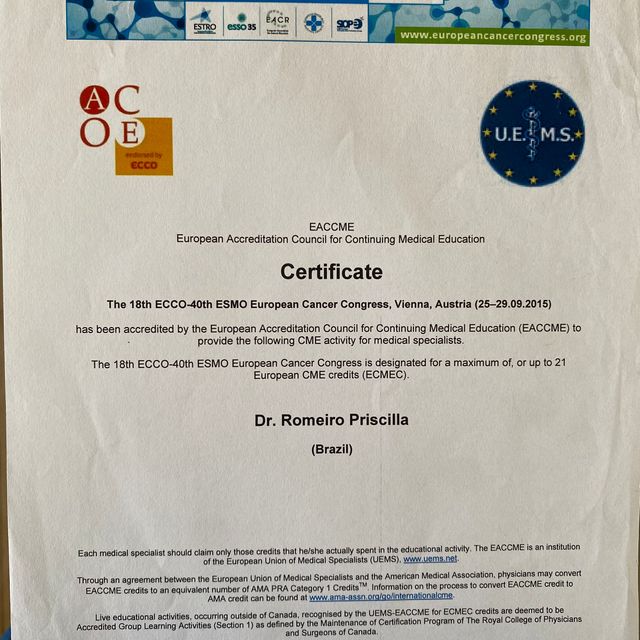 ESTRO
esso 35
EACR
SIOPE
www.europeancancercongress.org
A C
O E
endorsed by
ECCO
U.E. M.S.
EACCME
European Accreditation Council for Continuing Medical Education
Certificate
The 18th ECCO-40th ESMO European Cancer Congress, Vienna, Austria (25–29.09.2015)
has been accredited by the European Accreditation Council for Continuing Medical Education (EACCME) to
provide the following CME activity for medical specialists.
The 18th ECCO-40th ESMO European Cancer Congress is designated for a maximum of, or up to 21
European CME credits (ECMEC).
Dr. Romeiro Priscilla
(Brazil)
Each medical specialist should claim only those credits that he/she actually spent in the educational activity. The EACCME is an institution
of the European Union of Medical Specialists (UEMS), www.uems.net.
Through an agreement between the European Union of Medical Specialists and the American Medical Association, physicians may convert
EACCME credits to an equivalent number of AMA PRA Category 1 Credits™. Information on the process to convert EACCME credit to
AMA credit can be found at www.ama-assn.org/go/internationalcme.
Live educational activities, occurring outside of Canada, recognised by the UEMS-EACCME for ECMEC credits are deemed to be
Accredited Group Learning Activities (Section 1) as defined by the Maintenance of Certification Program of The Royal College of Physicians
and Surgeons of Canada.